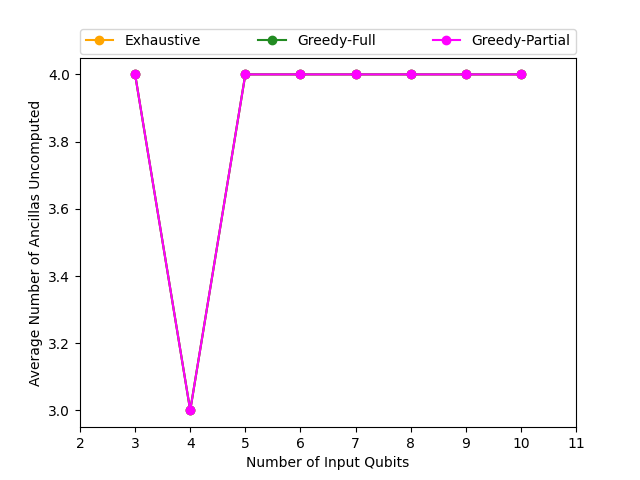 Exhaustive Greedy-Full Greedy-Partial
Average Number of Ancillas Uncomputed
4.0
3.8
3.6
3.4
3.2
3.0
2 3 4 5 6 7 8 9 10 11
Number of Input Qubits